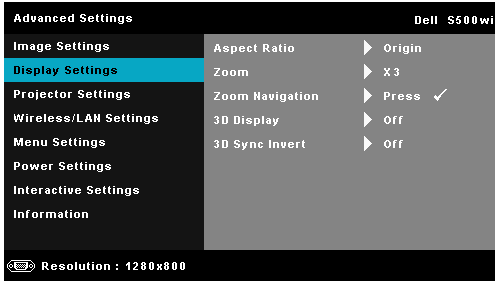 Advanced Settings Dell S500wi
Image Settings
Display Settings
Projector Settings
Wireless/LAN Settings
Menu Settings
Power Settings
Interactive Settings
Information
Aspect Ratio Origin
Zoom X3
Zoom Navigation Press ✓
3D Display Off
3D Sync Invert Off
Resolution : 1280x800